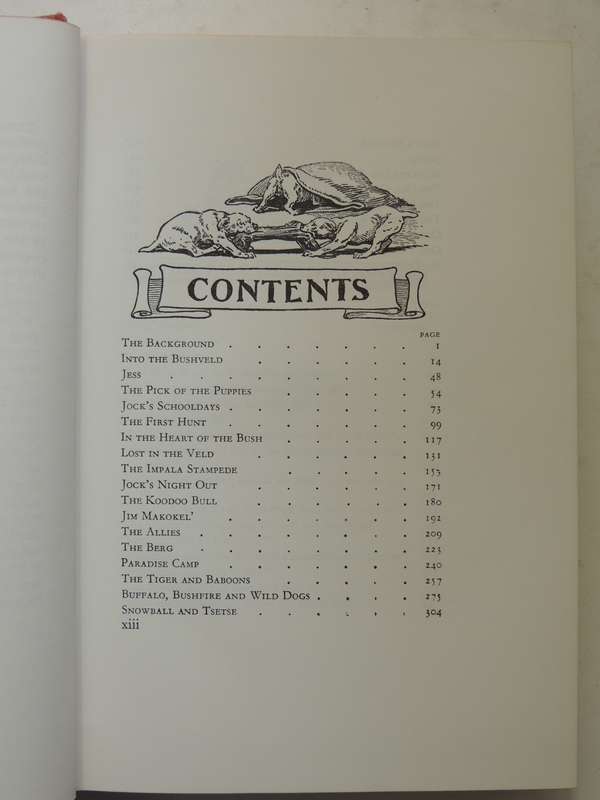 CONTENTS
PAGE
The Background . . . . . . . 1
Into the Bushveld . . . . . . 14
Jess . . . . . . . . . 48
The Pick of the Puppies . . . . . 54
Jock's Schooldays . . . . . . . 73
The First Hunt . . . . . . . 99
In the Heart of the Bush . . . . . 117
Lost in the Veld . . . . . . 131
The Impala Stampede . . . . . 153
Jock's Night Out . . . . . . 171
The Koodoo Bull . . . . . . 180
Jim Makokel' . . . . . . . 192
The Allies . . . . . . . . 209
The Berg . . . . . . . . 223
Paradise Camp . . . . . . . 240
The Tiger and Baboons . . . . . 257
Buffalo, Bushfire and Wild Dogs . . . . 275
Snowball and Tsetse . . . . . . 304
xiii